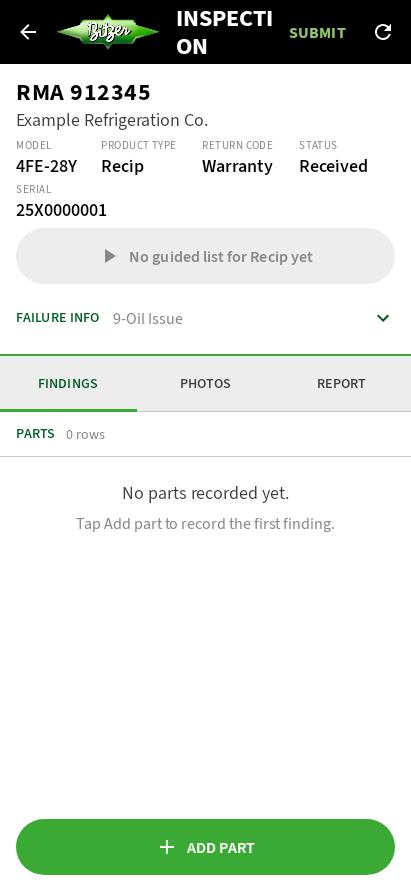 Bitzer
INSPECTI
ON
SUBMIT
RMA 912345
Example Refrigeration Co.
MODEL PRODUCT TYPE RETURN CODE STATUS
4FE-28Y Recip Warranty Received
SERIAL
25X0000001
No guided list for Recip yet
FAILURE INFO 9-Oil Issue
FINDINGS PHOTOS REPORT
PARTS 0 rows
No parts recorded yet.
Tap Add part to record the first finding.
ADD PART